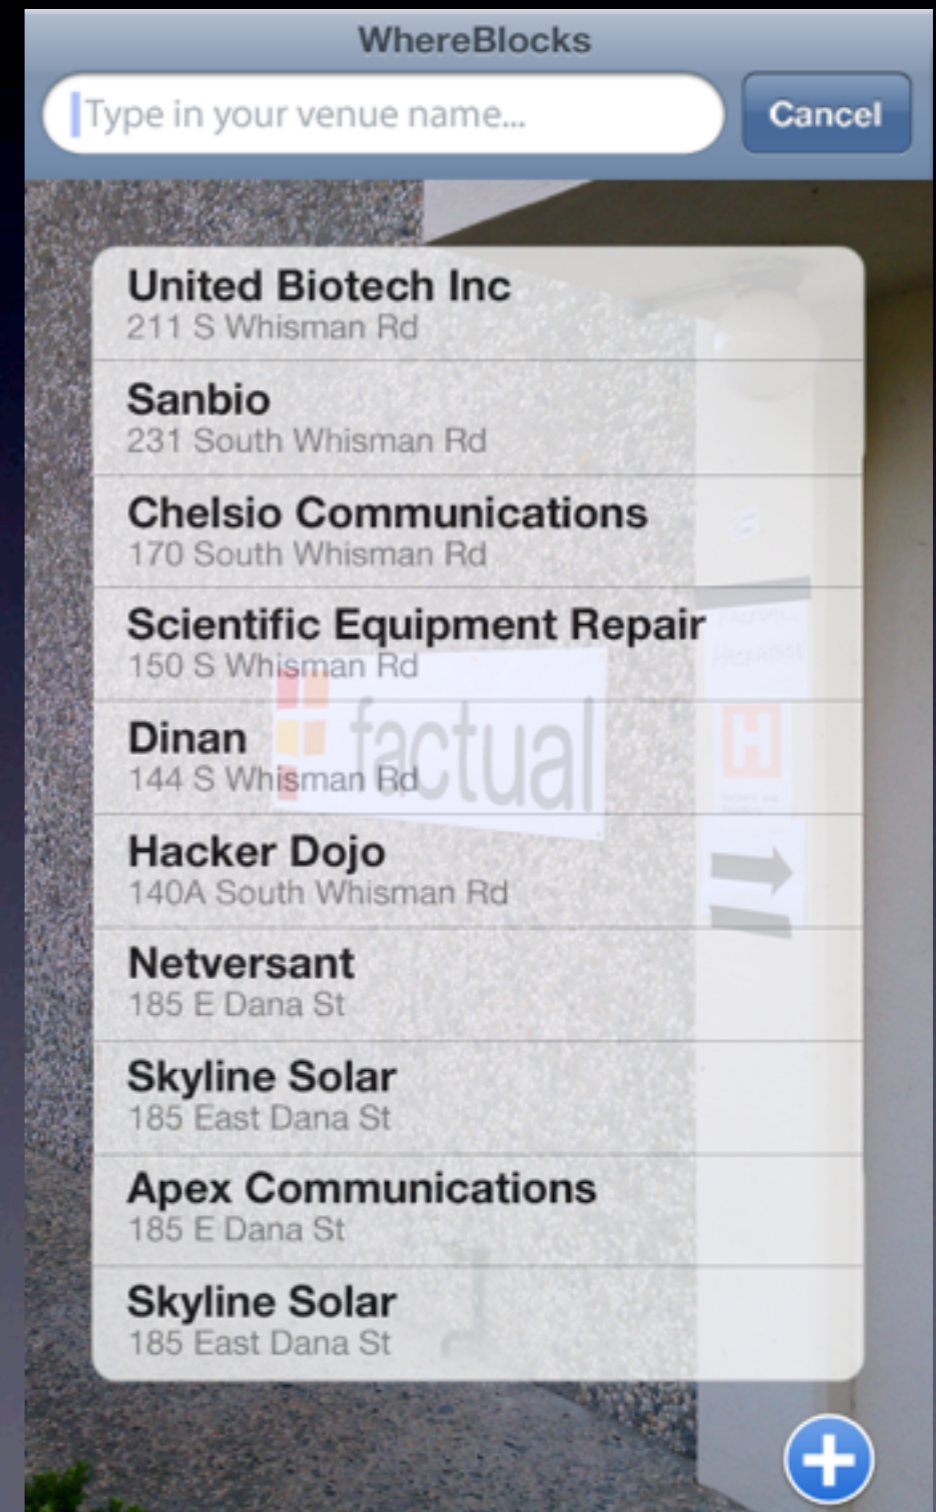 WhereBlocks
Type in your venue name...
Cancel
United Biotech Inc
211 S Whisman Rd
Sanbio
231 South Whisman Rd
Chelsio Communications
170 South Whisman Rd
Scientific Equipment Repair
150 S Whisman Rd
Dinan
144 S Whisman Rd
Hacker Dojo
140A South Whisman Rd
Netversant
185 E Dana St
Skyline Solar
185 East Dana St
Apex Communications
185 E Dana St
Skyline Solar
185 East Dana St
factual
FACTUAL
HACKATHON
H